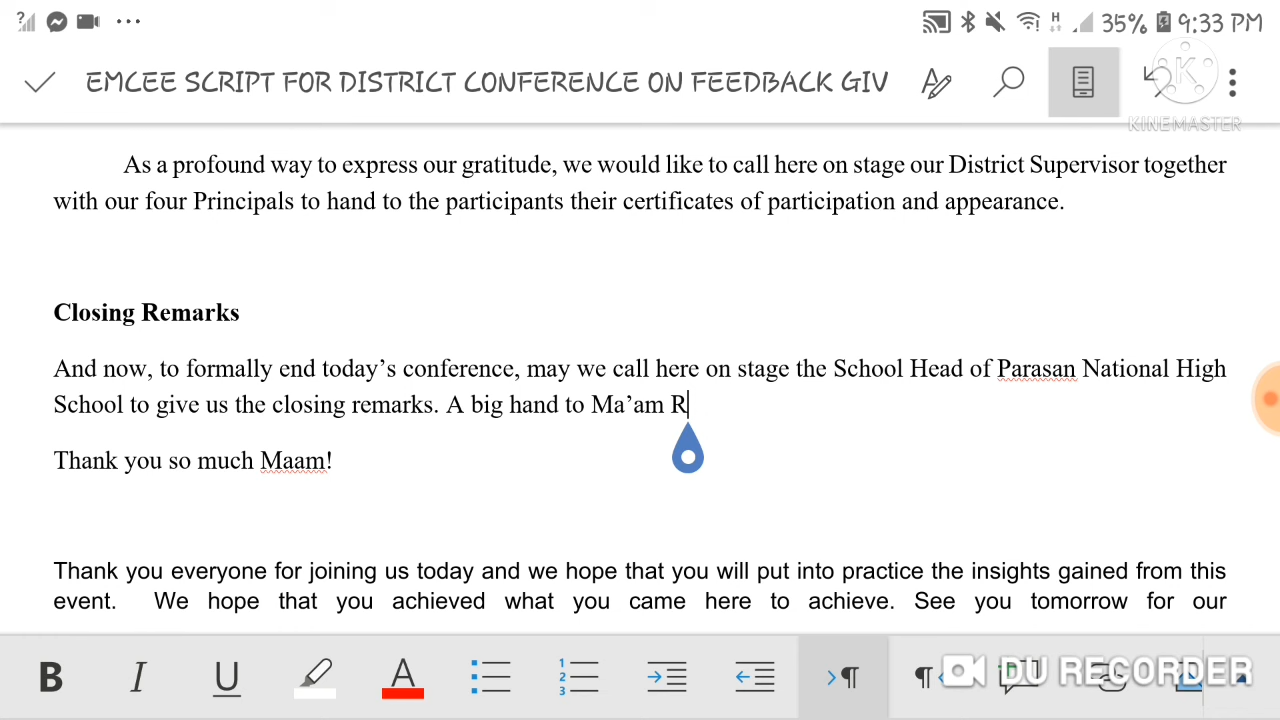 35% 9:33 PM
EMCEE SCRIPT FOR DISTRICT CONFERENCE ON FEEDBACK GIV
KINEMASTER
As a profound way to express our gratitude, we would like to call here on stage our District Supervisor together
with our four Principals to hand to the participants their certificates of participation and appearance.
Closing Remarks
And now, to formally end today’s conference, may we call here on stage the School Head of Parasan National High
School to give us the closing remarks. A big hand to Ma’am R
Thank you so much Maam!
Thank you everyone for joining us today and we hope that you will put into practice the insights gained from this
event. We hope that you achieved what you came here to achieve. See you tomorrow for our
B I U A
DU RECORDER